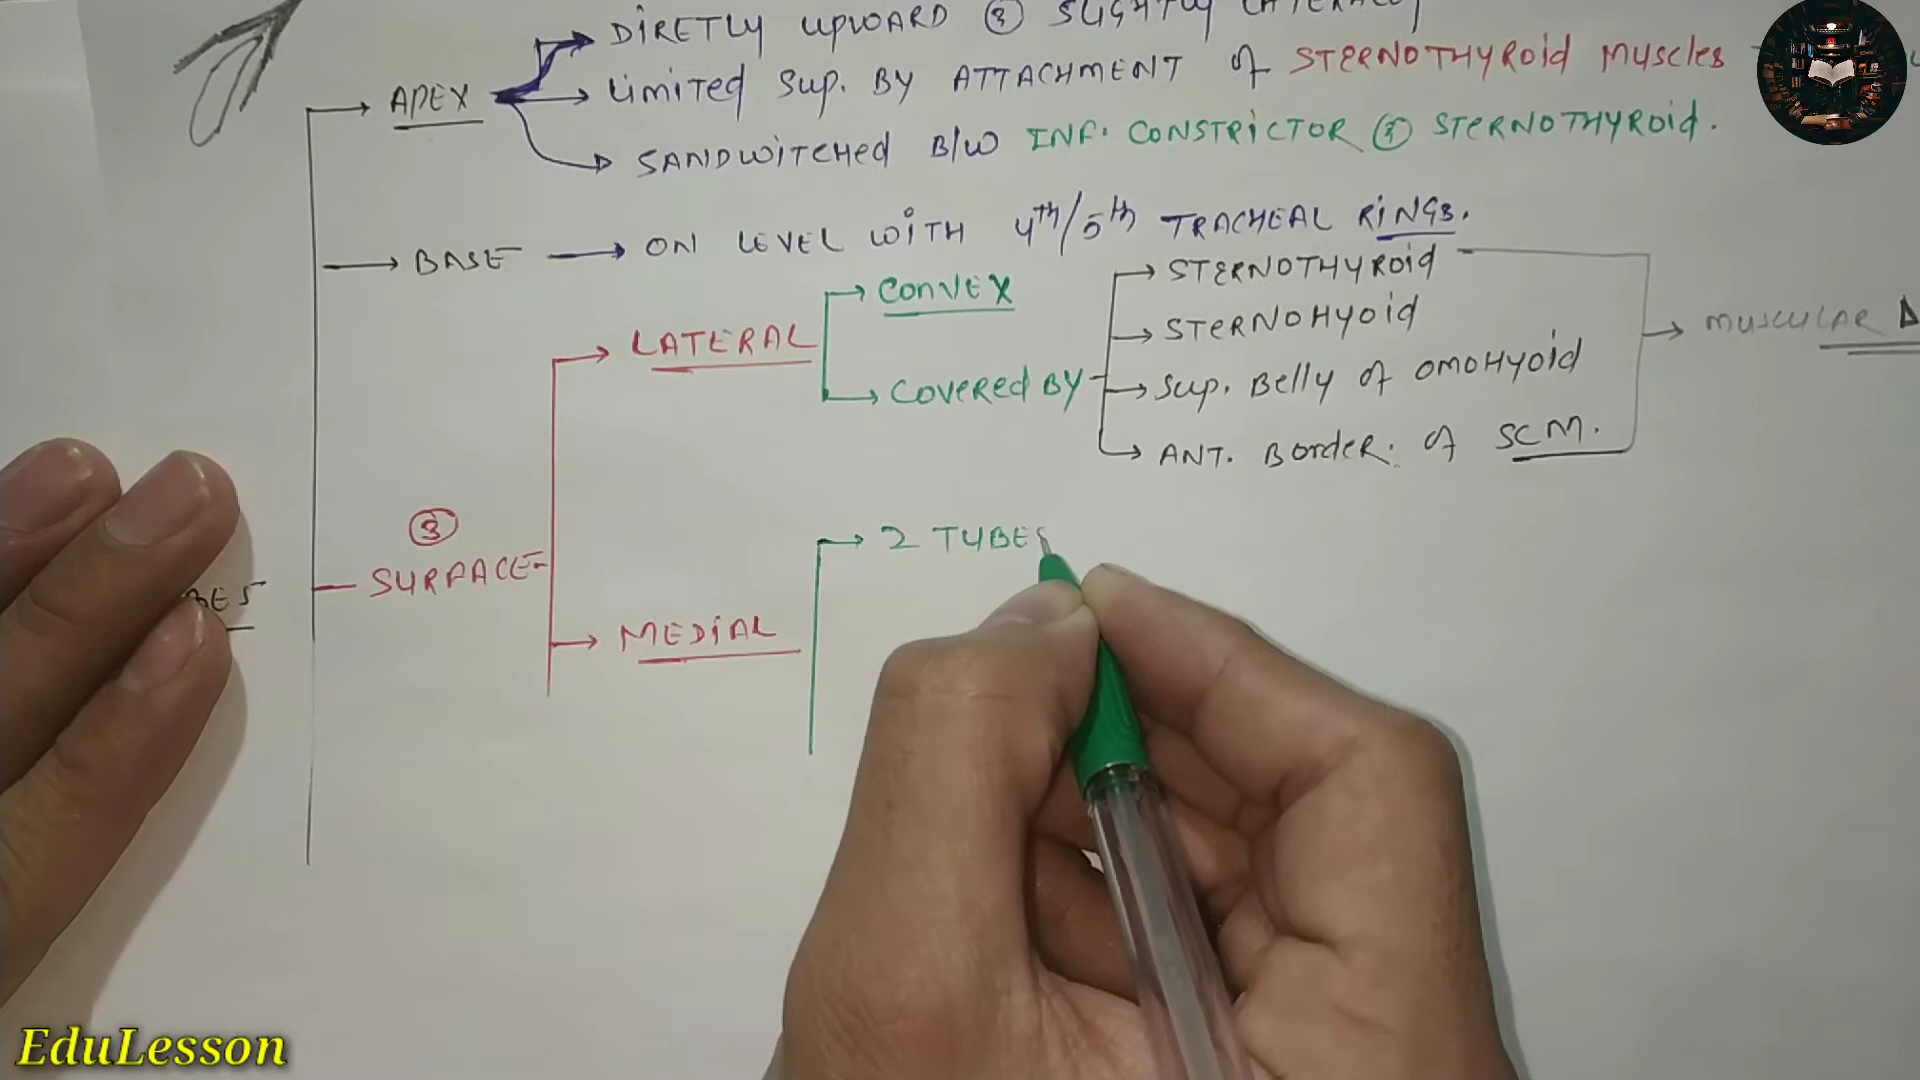 DIRETLY UPWARD & SLIGHTLY LATERALLY
APEX
LIMITED SUP. BY ATTACHMENT OF STERNOTHYROID MUSCLES
SANDWITCHED B/W INF. CONSTRICTOR & STERNOTHYROID.
BASE ON LEVEL WITH 4th/5th TRACHEAL RINGS.
STERNOTHYROID
CONVEX
STERNOHYOID
MUSCULAR Δ
LATERAL
COVERED BY
SUP. BELLY OF OMOHYOID
ANT. BORDER. OF SCM.
3
2 TUBES
SURFACE
MEDIAL
EduLesson